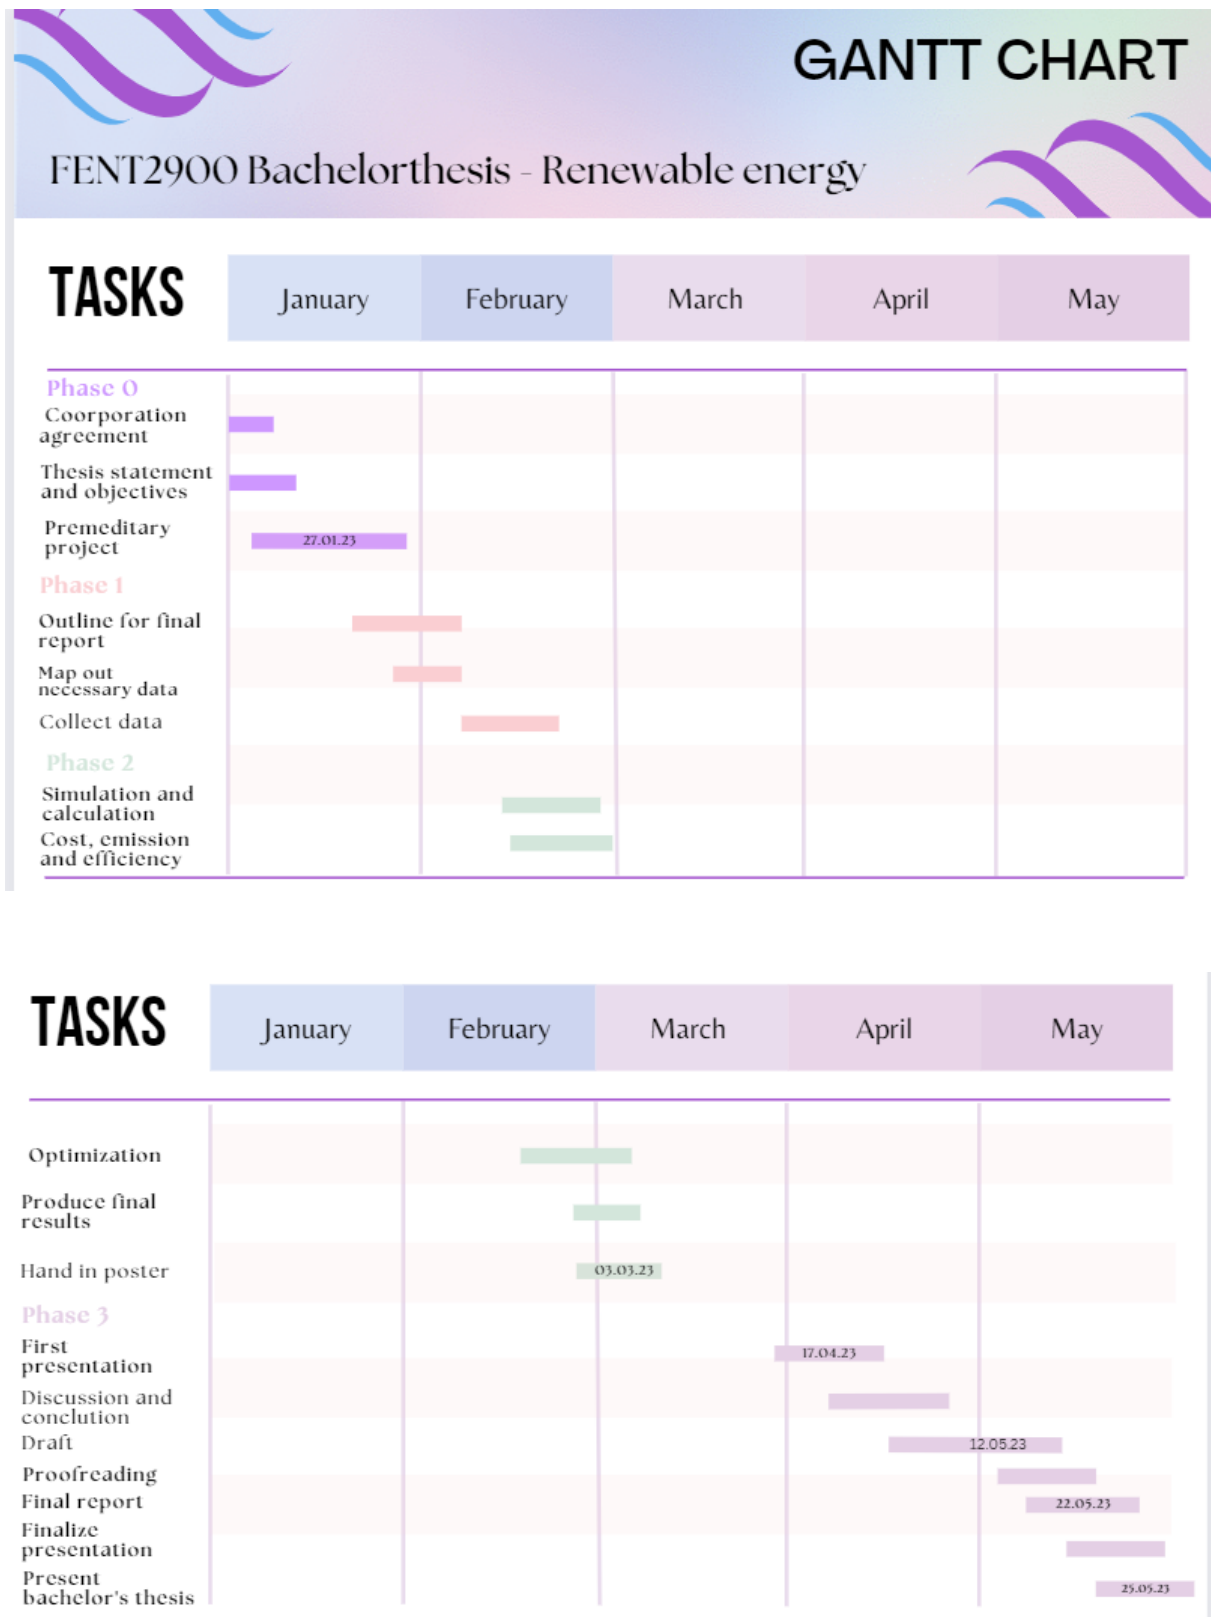 GANTT CHART
FENT2900 Bachelorthesis - Renewable energy
TASKS
January
February
March
April
May
Phase 0
Coorporation
agreement
Thesis statement
and objectives
Premeditary
project
27.01.23
Phase 1
Outline for final
report
Map out
necessary data
Collect data
Phase 2
Simulation and
calculation
Cost, emission
and efficiency
TASKS
January
February
March
April
May
Optimization
Produce final
results
Hand in poster
03.03.23
Phase 3
First
presentation
17.04.23
Discussion and
conclution
Draft
12.05.23
Proofreading
Final report
22.05.23
Finalize
presentation
Present
bachelor's thesis
25.05.23